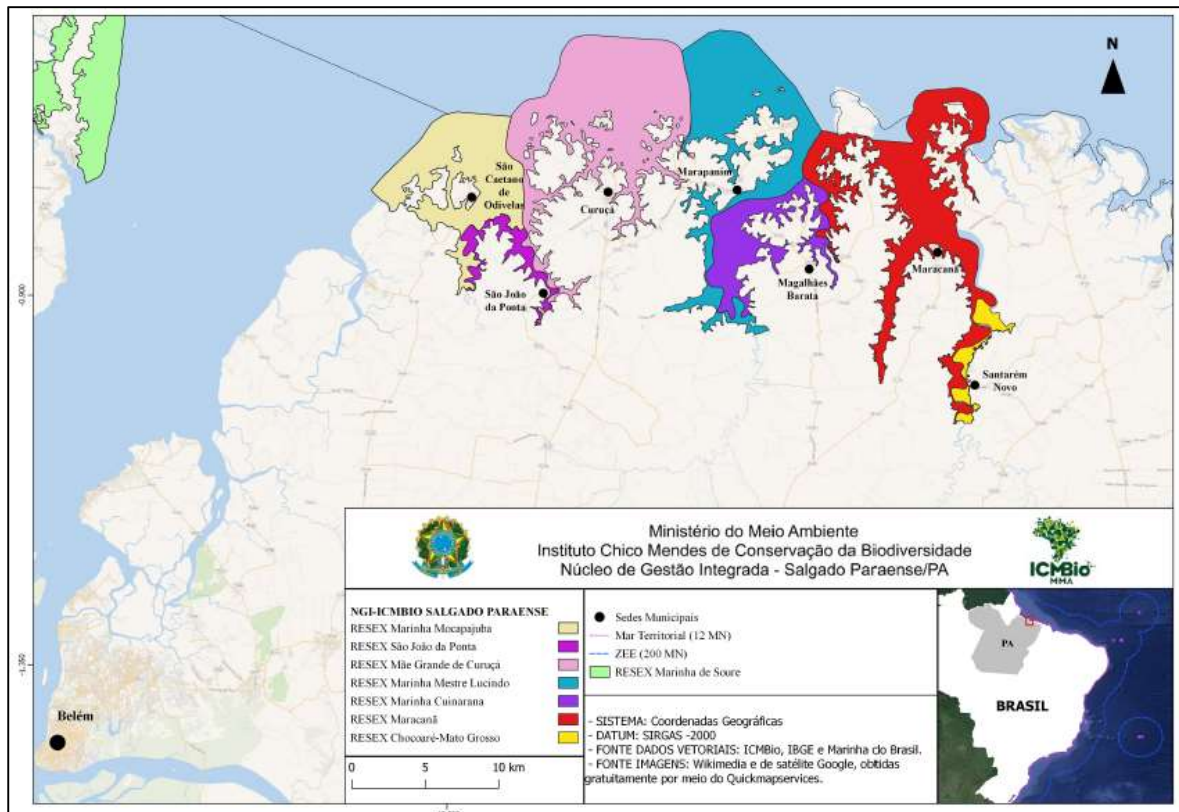 N
São
Caetano
de
Odivelas
Marapanim
Curuçá
Maracanã
Magalhães
Barata
São João
da Ponta
Santarém
Novo
Belém
-0.900
-1.350
Ministério do Meio Ambiente
Instituto Chico Mendes de Conservação da Biodiversidade
Núcleo de Gestão Integrada - Salgado Paraense/PA
ICMBio
MMA
NGI-ICMBIO SALGADO PARAENSE
RESEX Marinha Mocapajuba
RESEX São João da Ponta
RESEX Mãe Grande de Curuçá
RESEX Marinha Mestre Lucindo
RESEX Marinha Cuinarana
RESEX Maracanã
RESEX Chocoaré-Mato Grosso
0 5 10 km
Sedes Municipais
Mar Territorial (12 MN)
ZEE (200 MN)
RESEX Marinha de Soure
- SISTEMA: Coordenadas Geográficas
- DATUM: SIRGAS -2000
- FONTE DADOS VETORIAIS: ICMBio, IBGE e Marinha do Brasil.
- FONTE IMAGENS: Wikimedia e de satélite Google, obtidas
gratuitamente por meio do Quickmapservices.
PA
BRASIL